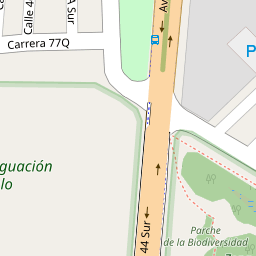 Calle 4
A Sur
Av
Carrera 77Q
P
guación
lo
44 Sur
Parche
de la Biodiversidad